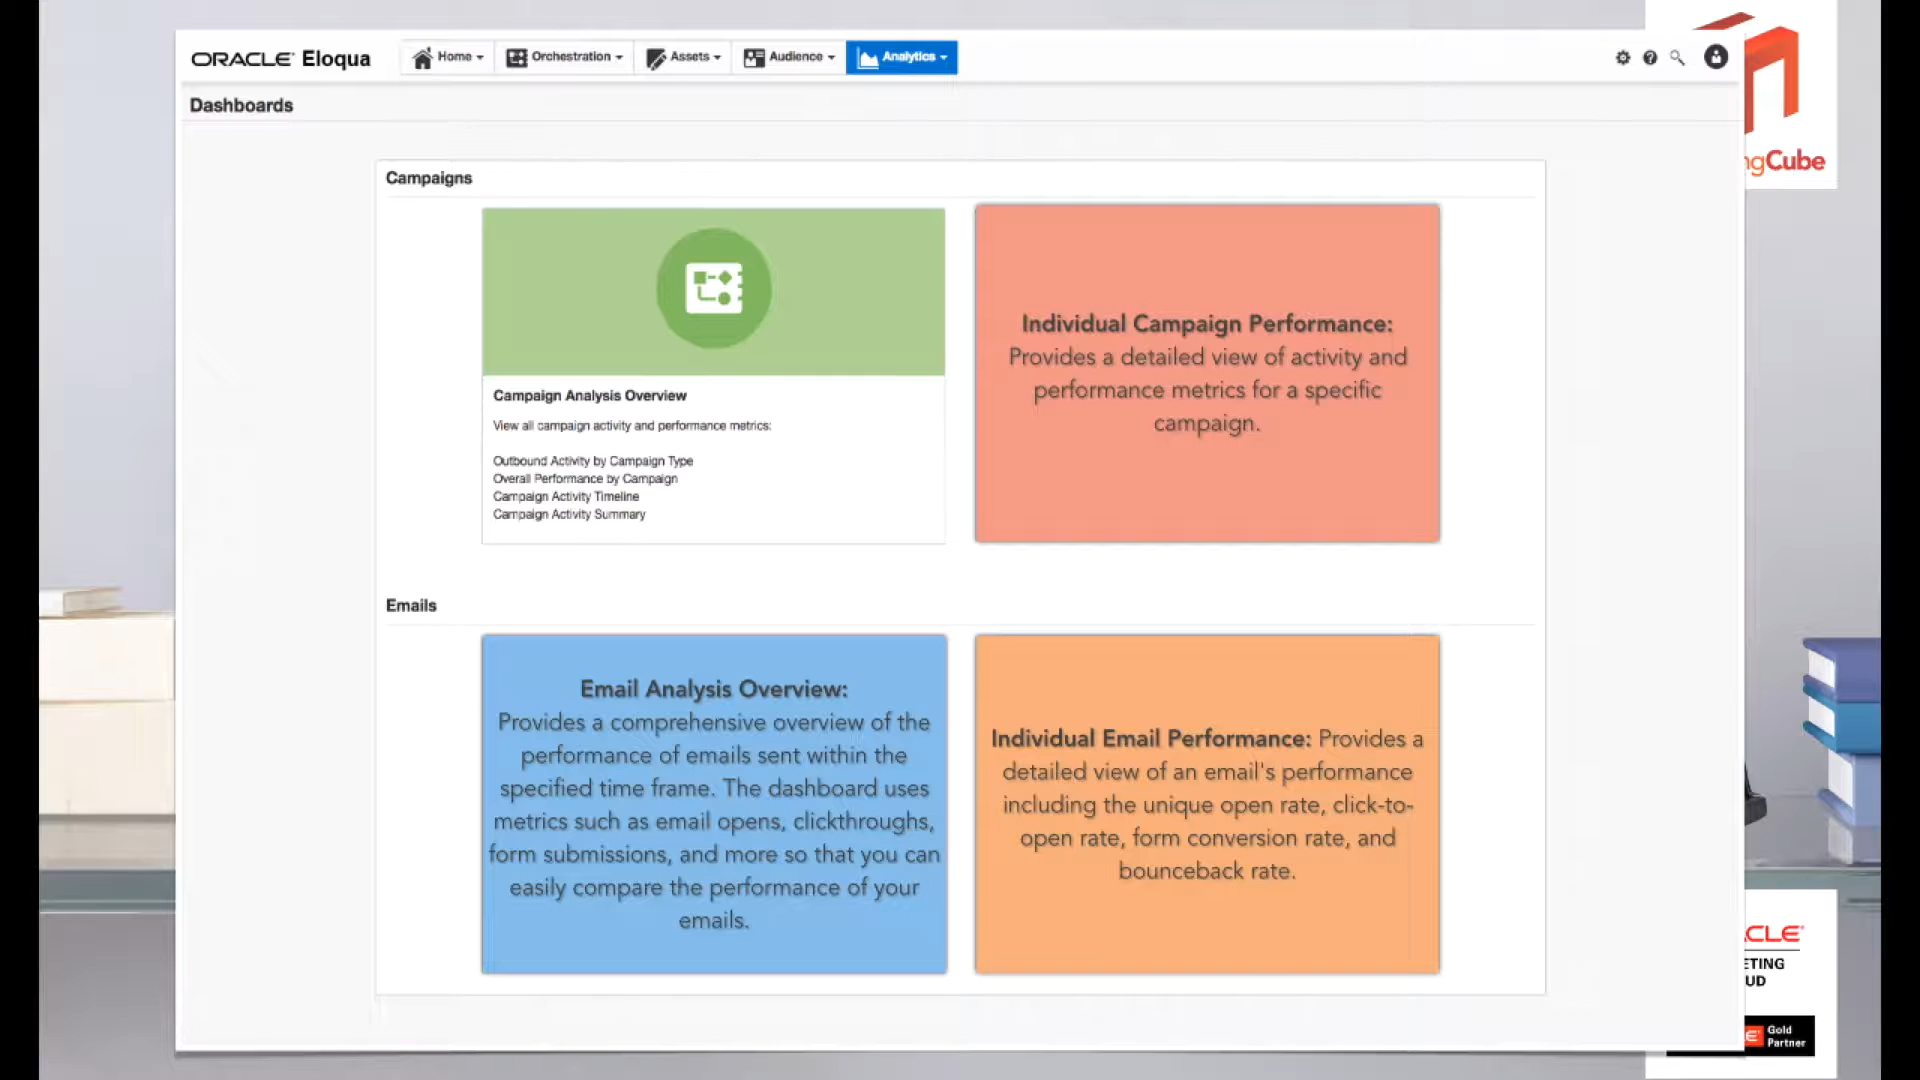 ORACLE Eloqua
Home
Orchestration
Assets
Audience
Analytics
Dashboards
ngCube
Campaigns
Campaign Analysis Overview
View all campaign activity and performance metrics:
Outbound Activity by Campaign Type
Overall Performance by Campaign
Campaign Activity Timeline
Campaign Activity Summary
Individual Campaign Performance:
Provides a detailed view of activity and
performance metrics for a specific
campaign.
Emails
Email Analysis Overview:
Provides a comprehensive overview of the
performance of emails sent within the
specified time frame. The dashboard uses
metrics such as email opens, clickthroughs,
form submissions, and more so that you can
easily compare the performance of your
emails.
Individual Email Performance: Provides a
detailed view of an email's performance
including the unique open rate, click-to-
open rate, form conversion rate, and
bounceback rate.
CLE
ETING
UD
Gold
Partner